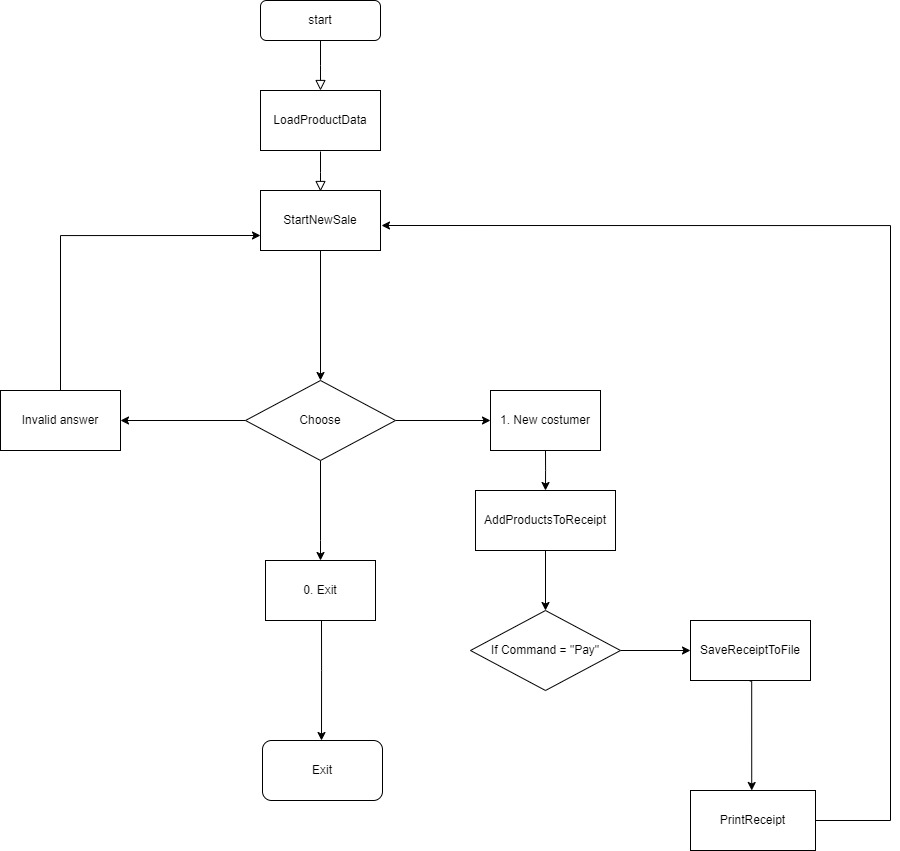 start
LoadProductData
StartNewSale
Invalid answer
Choose
1. New costumer
AddProductsToReceipt
0. Exit
If Command = "Pay"
SaveReceiptToFile
Exit
PrintReceipt